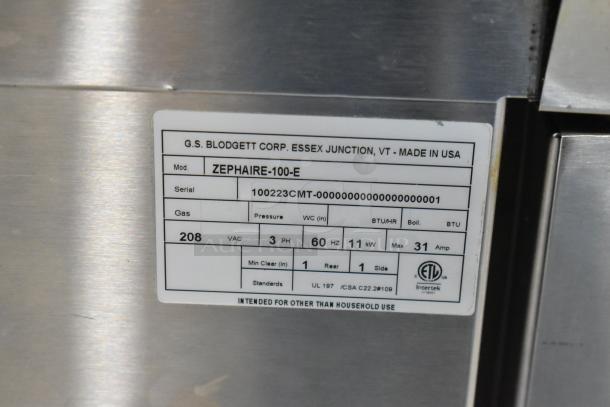 G.S. BLODGETT CORP. ESSEX JUNCTION, VT - MADE IN USA
Mod. ZEPHAIRE-100-E
Serial 100223CMT-00000000000000000001
Gas Pressure WC (in) BTU/HR Boil. BTU
208 VAC 3 PH 60 HZ 11 kW Max 31 Amp
Min Clear (in) 1 Rear 1 Side
Standards UL 197 /CSA C22.2#109
ETL
Intertek
INTENDED FOR OTHER THAN HOUSEHOLD USE